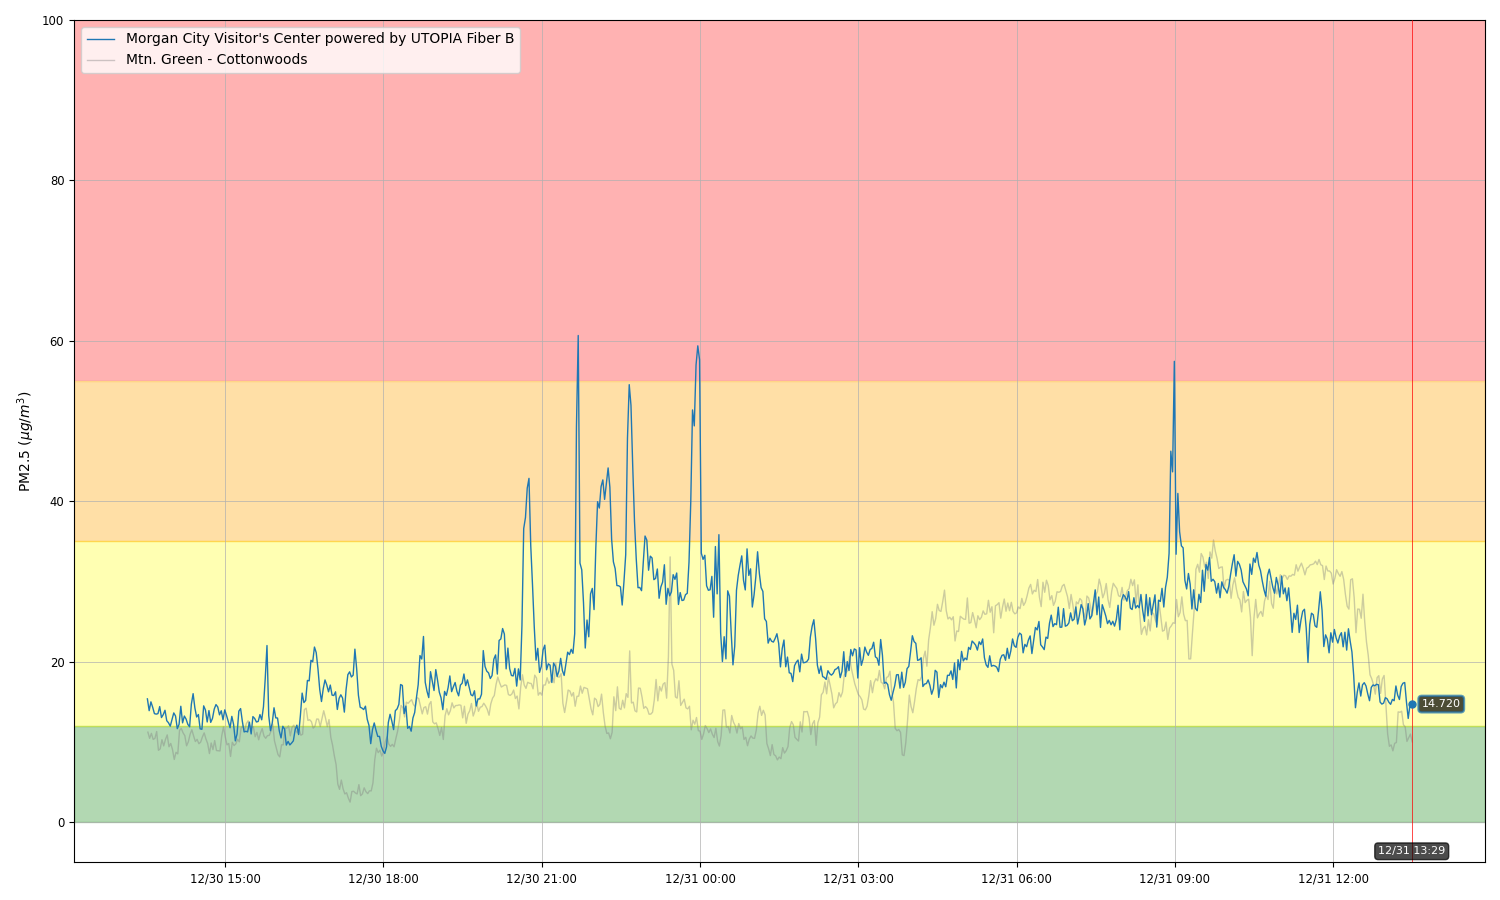 100
Morgan City Visitor's Center powered by UTOPIA Fiber B
Mtn. Green - Cottonwoods
80
60
PM2.5 (μg/m³)
40
20
14.720
0
12/31 13:29
12/30 15:00 12/30 18:00 12/30 21:00 12/31 00:00 12/31 03:00 12/31 06:00 12/31 09:00 12/31 12:00